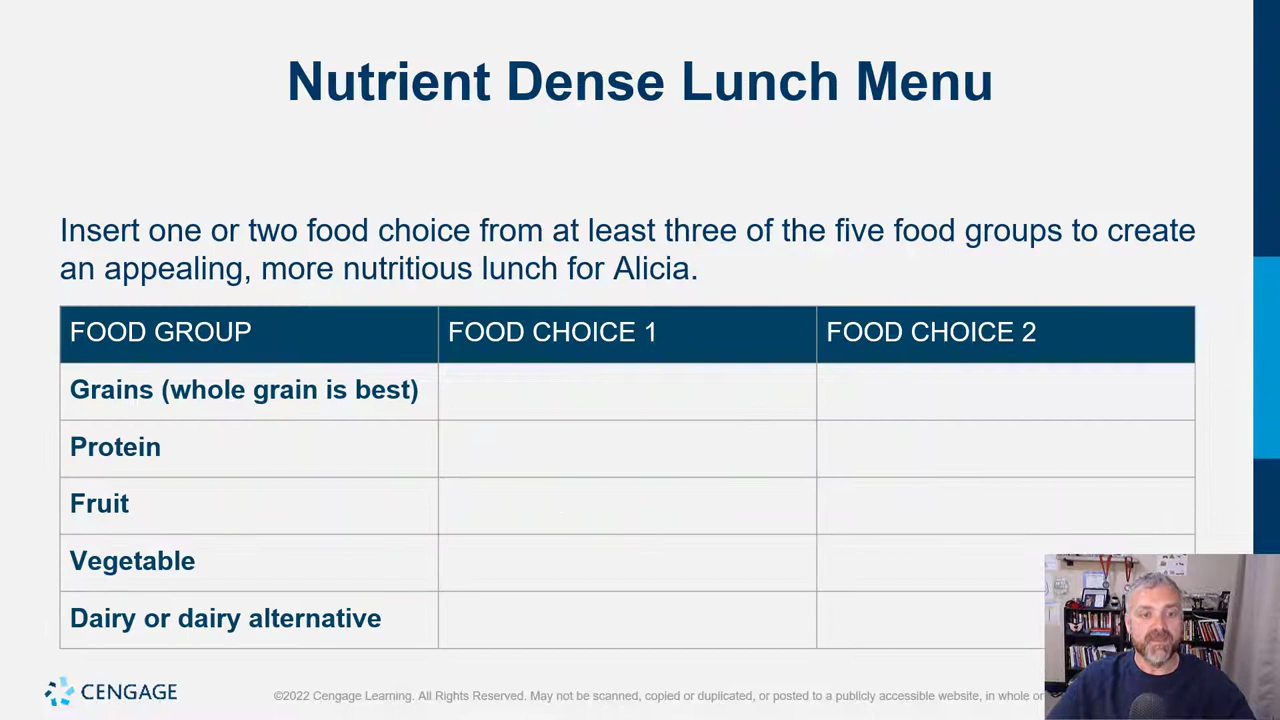 Nutrient Dense Lunch Menu
Insert one or two food choice from at least three of the five food groups to create
an appealing, more nutritious lunch for Alicia.
FOOD GROUP FOOD CHOICE 1 FOOD CHOICE 2
Grains (whole grain is best)
Protein
Fruit
Vegetable
Dairy or dairy alternative
CENGAGE
©2022 Cengage Learning. All Rights Reserved. May not be scanned, copied or duplicated, or posted to a publicly accessible website, in whole or